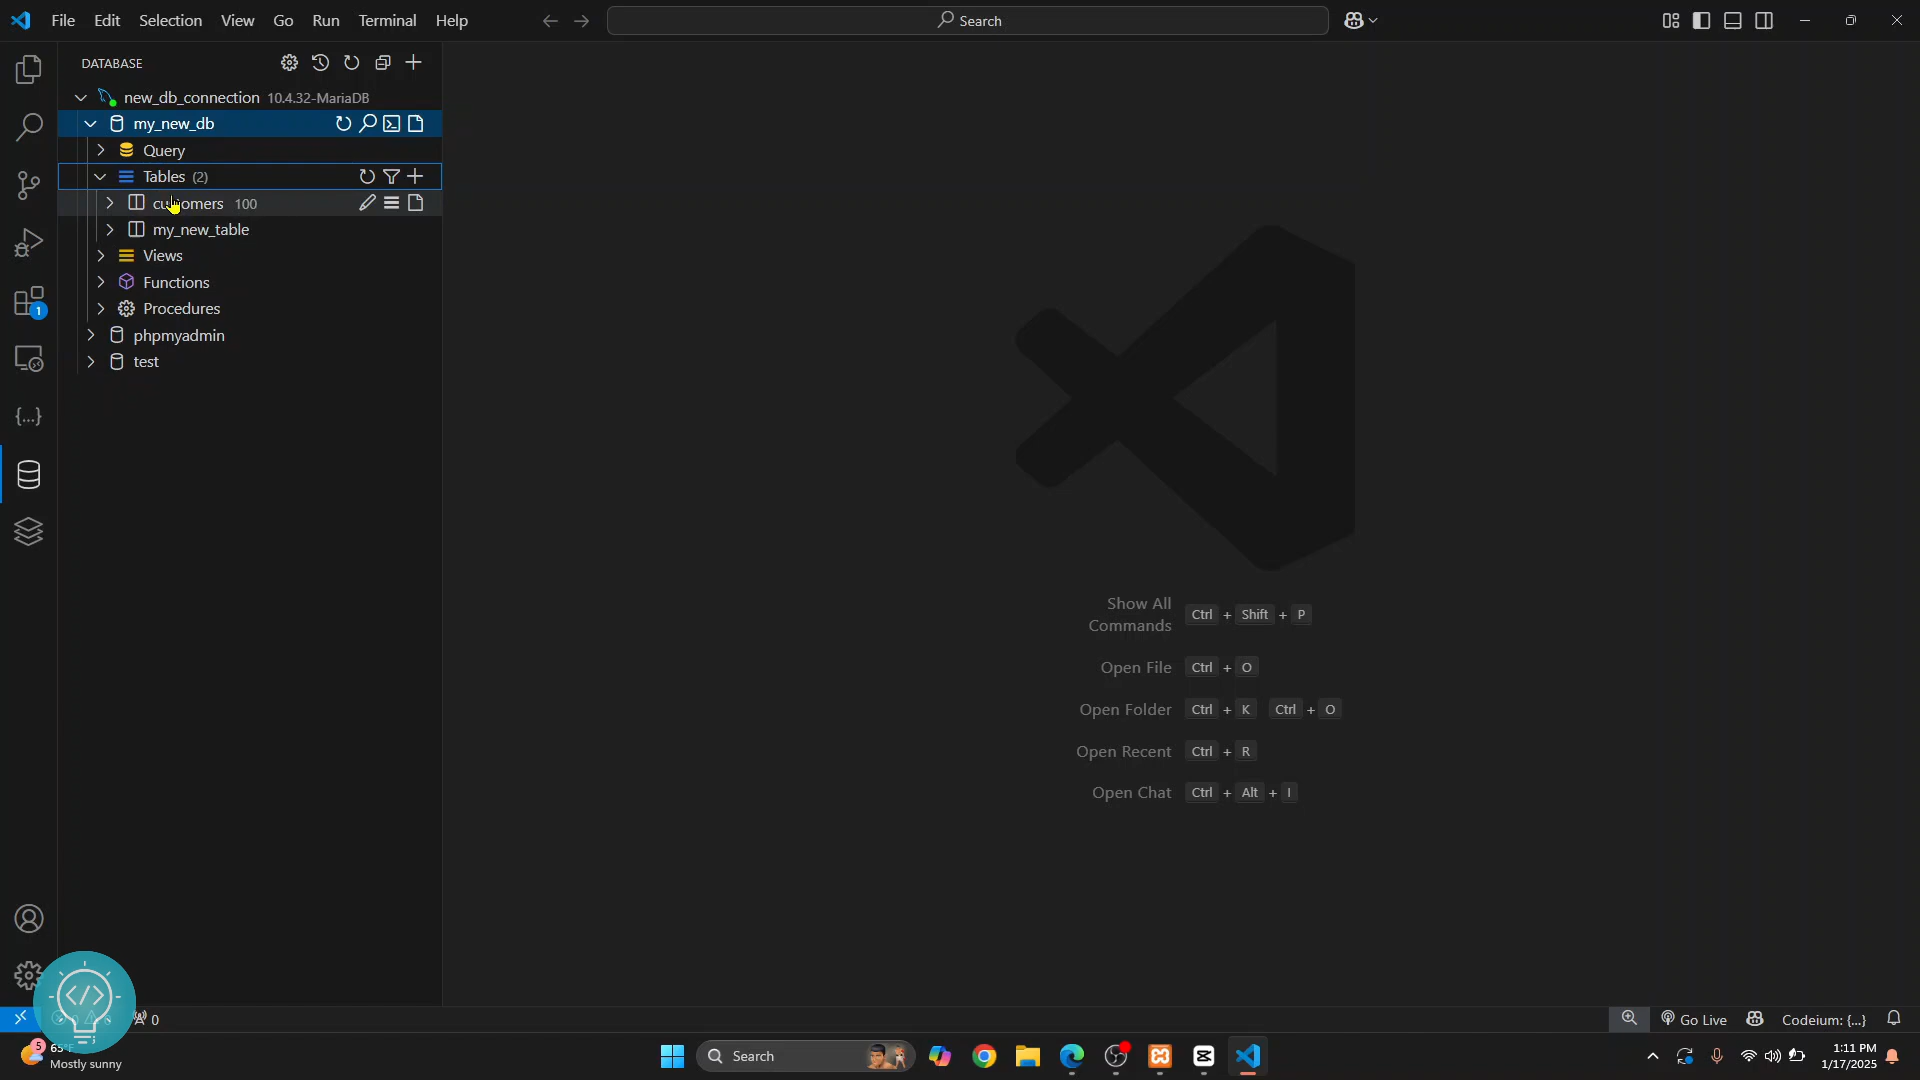 File Edit Selection View Go Run Terminal Help
Search
DATABASE
new_db_connection 10.4.32-MariaDB
my_new_db
Query
Tables (2)
customers 100
my_new_table
Views
Functions
Procedures
phpmyadmin
test
1
{...}
Show All Commands Ctrl + Shift + P
Open File Ctrl + O
Open Folder Ctrl + K Ctrl + O
Open Recent Ctrl + R
Open Chat Ctrl + Alt + I
0
Go Live
Codeium: {...}
5
65°F
Mostly sunny
Search
1:11 PM
1/17/2025